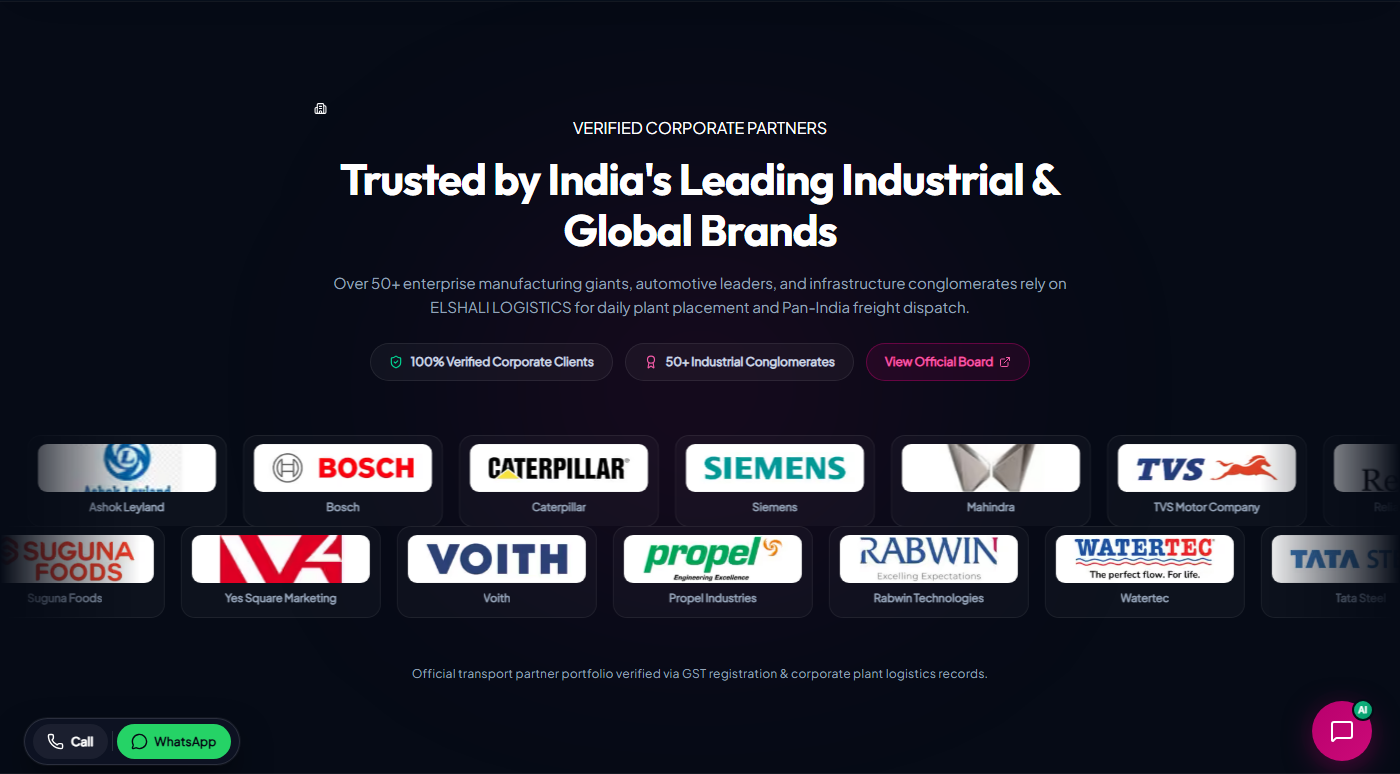 VERIFIED CORPORATE PARTNERS
Trusted by India's Leading Industrial &
Global Brands
Over 50+ enterprise manufacturing giants, automotive leaders, and infrastructure conglomerates rely on
ELSHALI LOGISTICS for daily plant placement and Pan-India freight dispatch.
100% Verified Corporate Clients
50+ Industrial Conglomerates
View Official Board
Ashok Leyland
BOSCH
CATERPILLAR
SIEMENS
TVS
Re
Ashok Leyland
Bosch
Caterpillar
Siemens
Mahindra
TVS Motor Company
SUGUNA
FOODS
VOITH
propel
Engineering Excellence
RABWIN
Excelling Expectations
WATERTEC
The perfect flow. For life.
TATA ST
Suguna Foods
Yes Square Marketing
Voith
Propel Industries
Rabwin Technologies
Watertec
Tata Steel
Official transport partner portfolio verified via GST registration & corporate plant logistics records.
Call
WhatsApp
AI